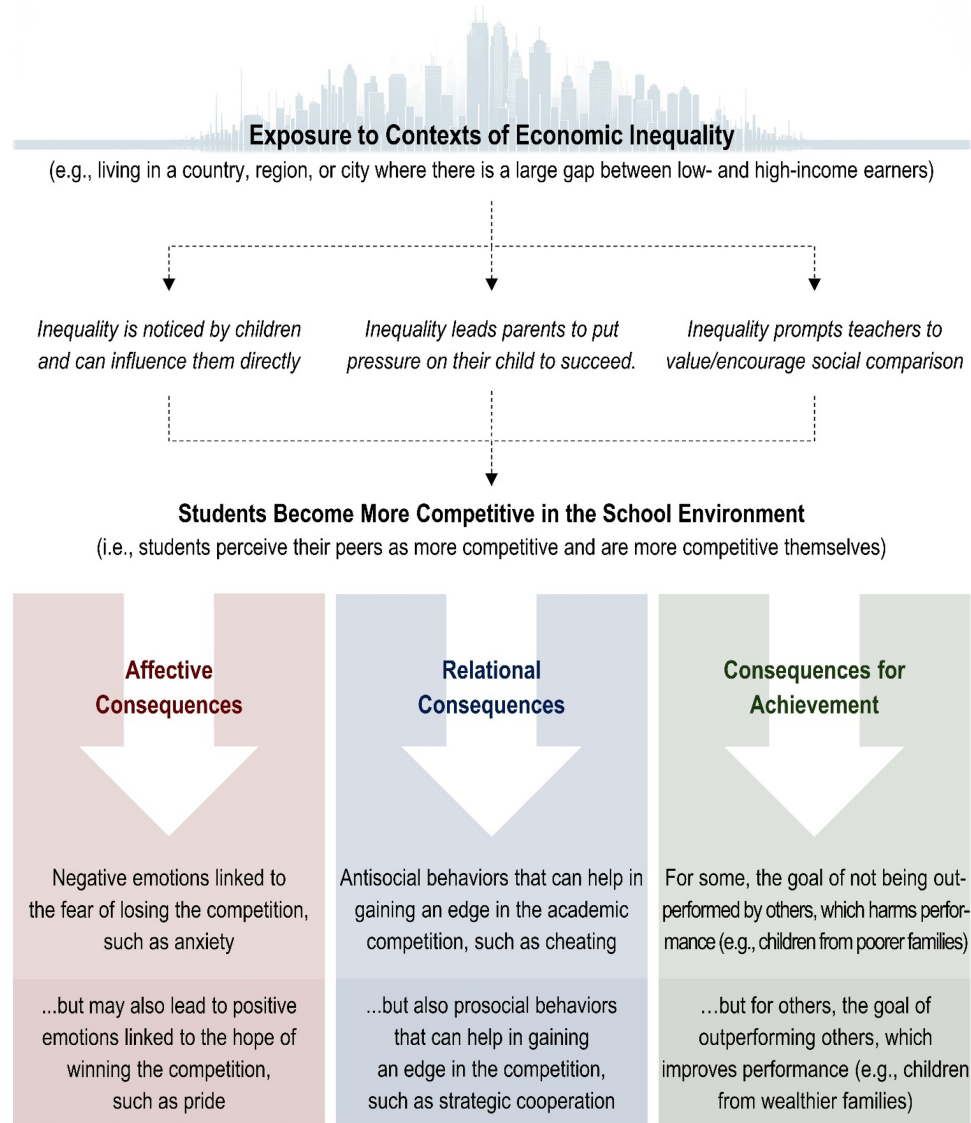 Exposure to Contexts of Economic Inequality
(e.g., living in a country, region, or city where there is a large gap between low- and high-income earners)
Inequality is noticed by children
and can influence them directly
Inequality leads parents to put
pressure on their child to succeed.
Inequality prompts teachers to
value/encourage social comparison
Students Become More Competitive in the School Environment
(i.e., students perceive their peers as more competitive and are more competitive themselves)
Affective
Consequences
Negative emotions linked to
the fear of losing the competition,
such as anxiety
...but may also lead to positive
emotions linked to the hope of
winning the competition,
such as pride
Relational
Consequences
Antisocial behaviors that can help in
gaining an edge in the academic
competition, such as cheating
...but also prosocial behaviors
that can help in gaining
an edge in the competition,
such as strategic cooperation
Consequences for
Achievement
For some, the goal of not being out-
performed by others, which harms perfor-
mance (e.g., children from poorer families)
…but for others, the goal of
outperforming others, which
improves performance (e.g., children
from wealthier families)